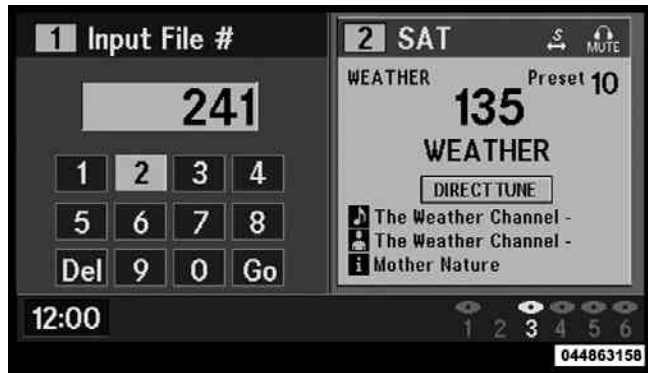 1 Input File #
241
1 2 3 4
5 6 7 8
Del 9 0 Go
2 SAT S MUTE
WEATHER Preset 10
135
WEATHER
DIRECT TUNE
The Weather Channel -
The Weather Channel -
i Mother Nature
12:00
1 2 3 4 5 6
044863158